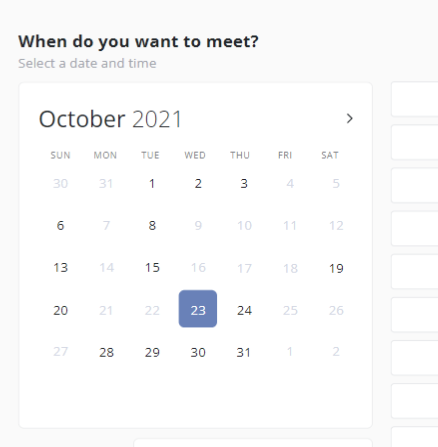 When do you want to meet?
Select a date and time
October 2021
SUN MON TUE WED THU FRI SAT
30 31 1 2 3 4 5
6 7 8 9 10 11 12
13 14 15 16 17 18 19
20 21 22 23 24 25 26
27 28 29 30 31 1 2